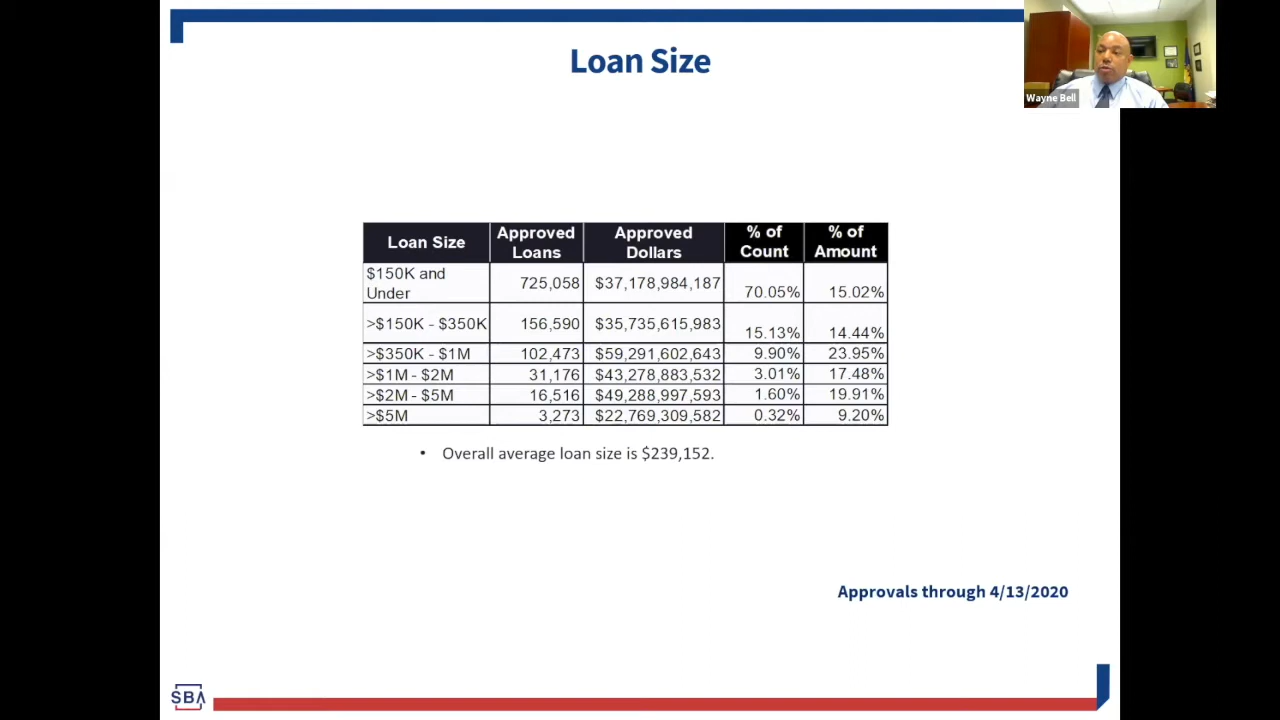 Loan Size
Wayne Bell
Loan Size Approved Loans Approved Dollars % of Count % of Amount
$150K and Under 725,058 $37,178,984,187 70.05% 15.02%
>$150K - $350K 156,590 $35,735,615,983 15.13% 14.44%
>$350K - $1M 102,473 $59,291,602,643 9.90% 23.95%
>$1M - $2M 31,176 $43,278,883,532 3.01% 17.48%
>$2M - $5M 16,516 $49,288,997,593 1.60% 19.91%
>$5M 3,273 $22,769,309,582 0.32% 9.20%
• Overall average loan size is $239,152.
Approvals through 4/13/2020
SBA